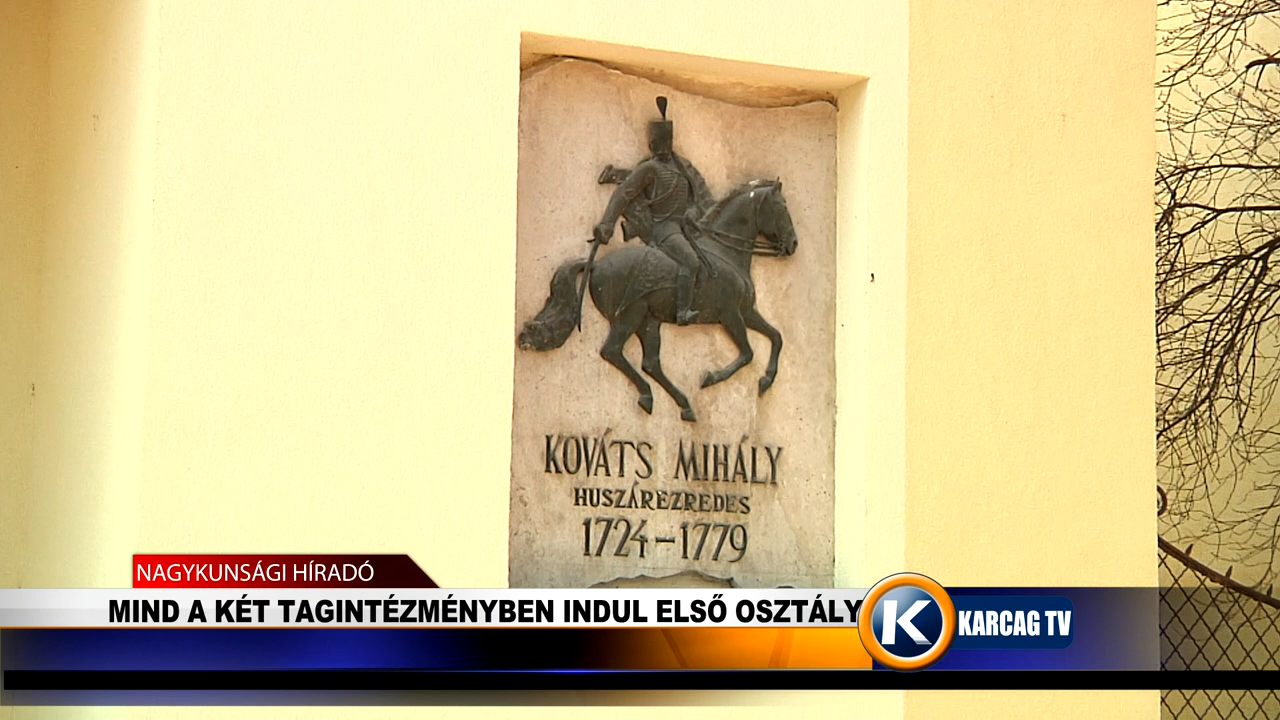 KOVÁTS MIHÁLY
HUSZÁREZREDES
1724-1779
NAGYKUNSÁGI HÍRADÓ
MIND A KÉT TAGINTÉZMÉNYBEN INDUL ELSŐ OSZTÁLY
K KARCAG TV